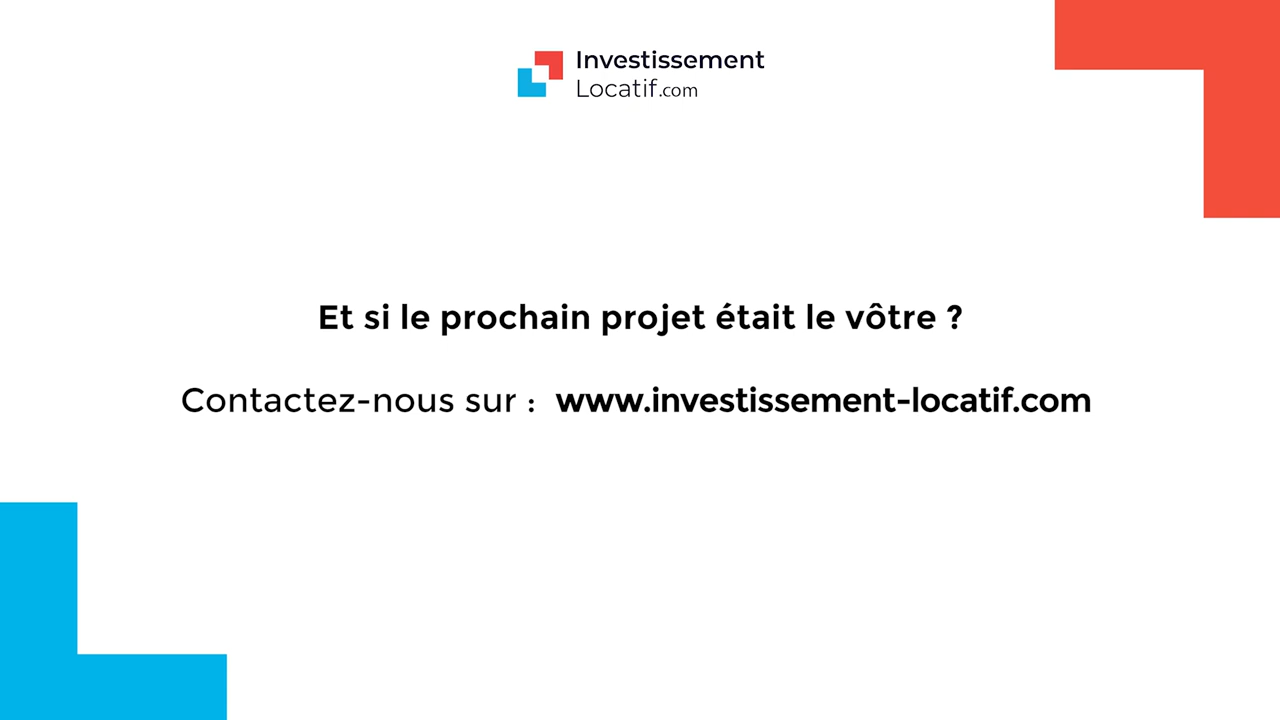 Investissement
Locatif.com
Et si le prochain projet était le vôtre ?
Contactez-nous sur : www.investissement-locatif.com